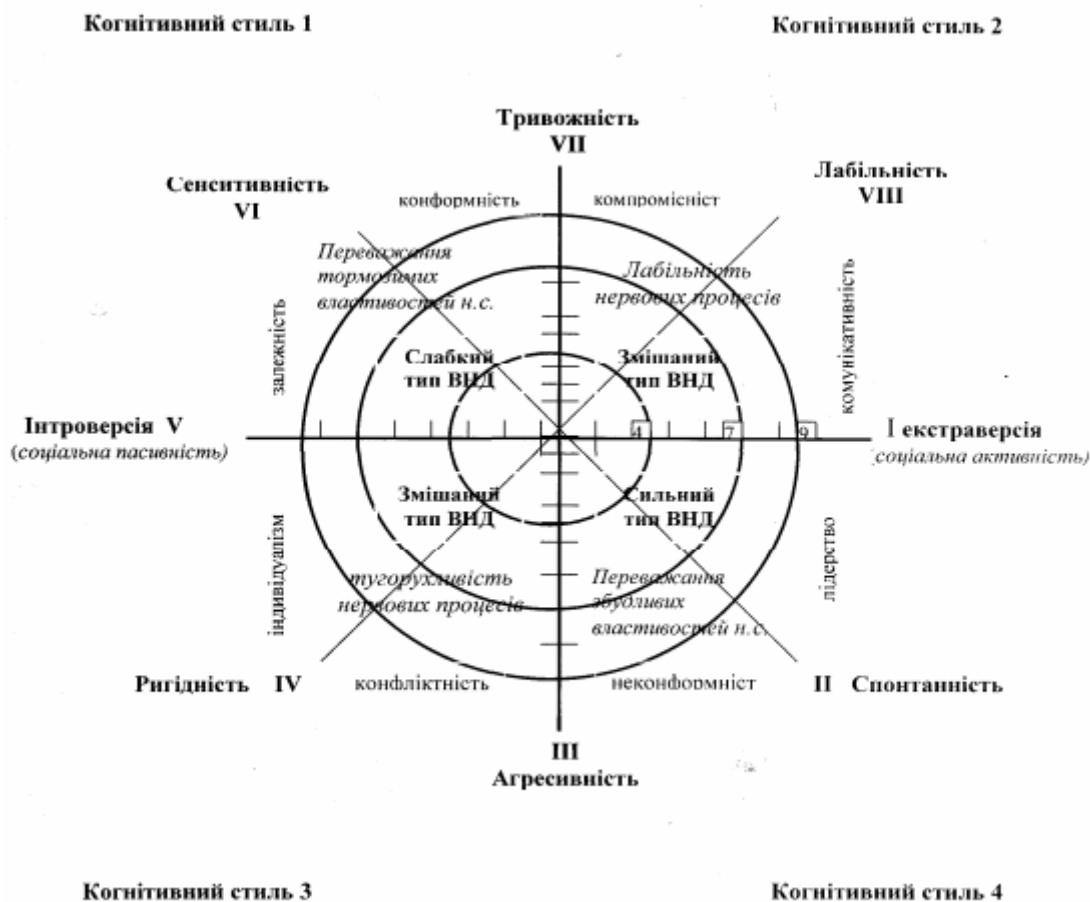 Когнітивний стиль 1
Когнітивний стиль 2
Тривожність
VII
Сенситивність
VI
Лабільність
VIII
конформність
компромісніст
Переважання
тормозимих
властивостей н.с.
Лабільність
нервових процесів
залежність
комунікативність
Слабкий
тип ВНД
Змішаний
тип ВНД
Інтроверсія V
(соціальна пасивність)
4
7
9
I екстраверсія
(соціальна активність)
Змішаний
тип ВНД
Сильний
тип ВНД
індивідуалізм
лідерство
тугорухливість
нервових процесів
Переважання
збудливих
властивостей н.с.
Ригідність IV
конфліктність
неконформніст
II Спонтанність
III
Агресивність
Когнітивний стиль 3
Когнітивний стиль 4